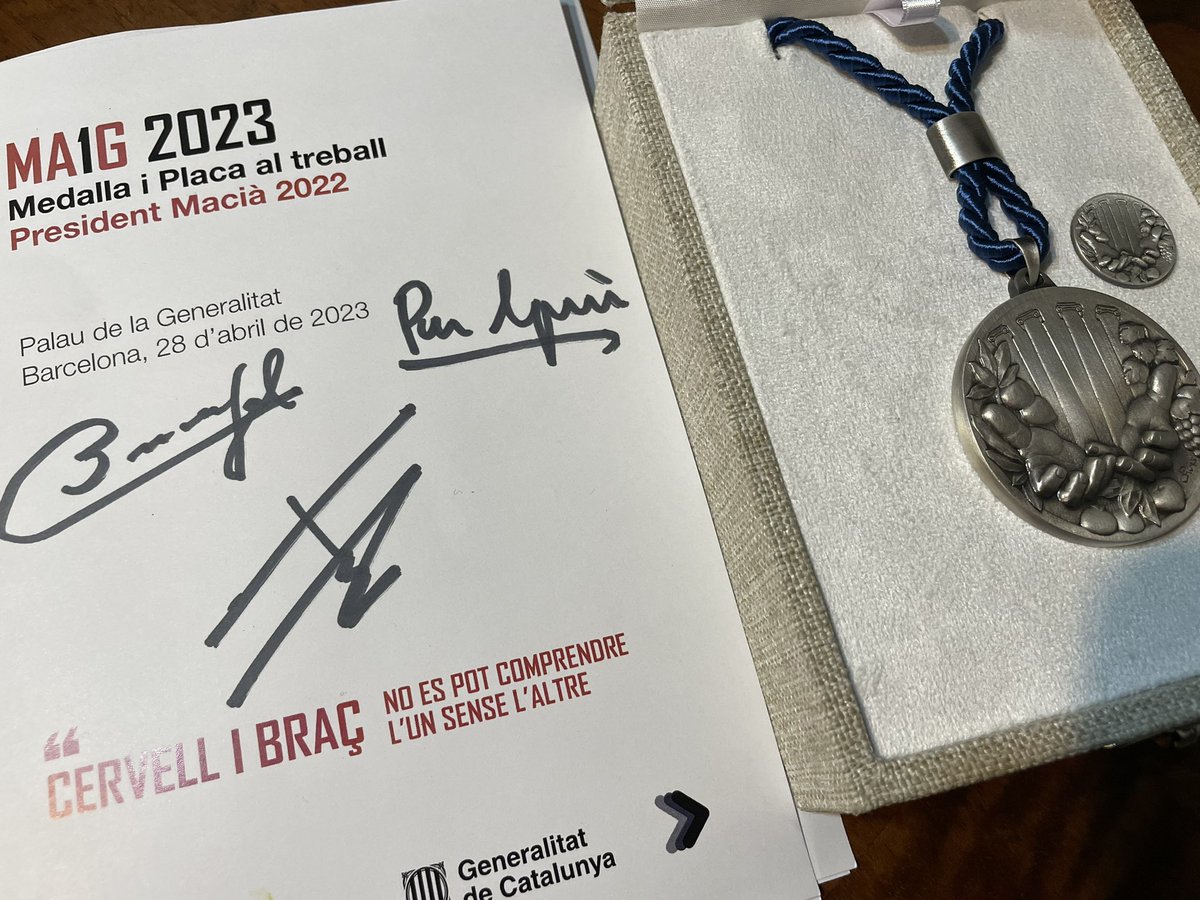 MA1G 2023
Medalla i Placa al treball
President Macià 2022
Palau de la Generalitat
Barcelona, 28 d'abril de 2023
“
CERVELL I BRAÇ
NO ES POT COMPRENDRE
L'UN SENSE L'ALTRE
Generalitat
de Catalunya